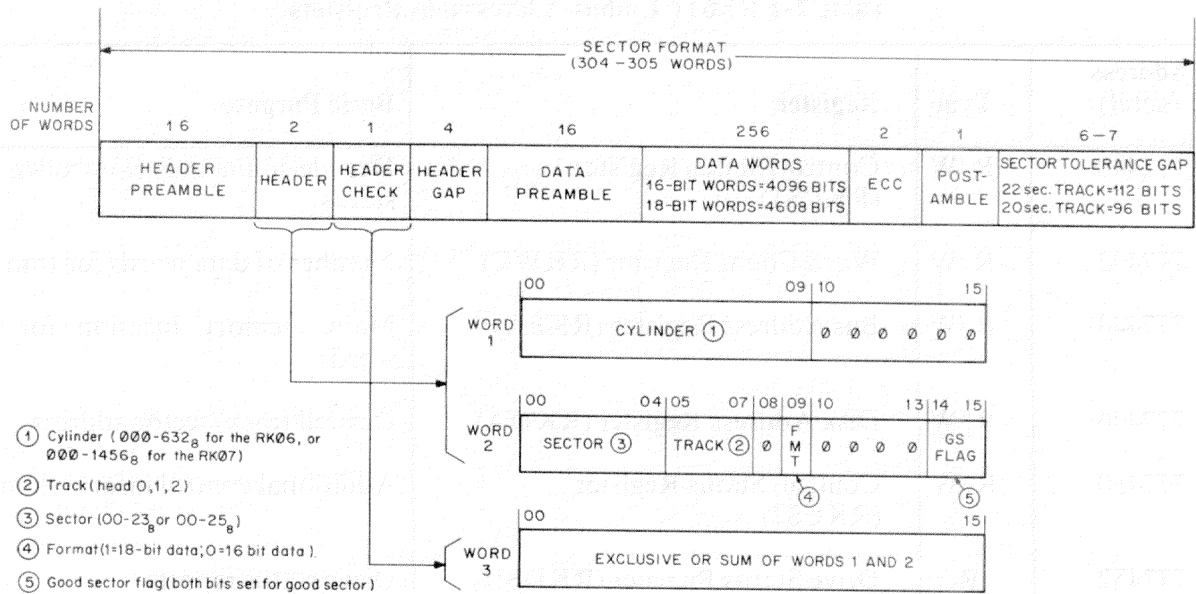 SECTOR FORMAT
(304-305 WORDS)
NUMBER
OF WORDS
16 2 1 4 16 256 2 1 6-7
HEADER
PREAMBLE
HEADER
HEADER
CHECK
HEADER
GAP
DATA
PREAMBLE
DATA WORDS
16-BIT WORDS=4096 BITS
18-BIT WORDS=4608 BITS
ECC
POST-
AMBLE
SECTOR TOLERANCE GAP
22 sec. TRACK=112 BITS
20 sec. TRACK=96 BITS
00 09 10 15
WORD
1
CYLINDER ① Ø Ø Ø Ø Ø Ø
00 04 05 07 08 09 10 13 14 15
WORD
2
SECTOR ③ TRACK ② Ø FMT Ø Ø Ø Ø GS
FLAG
④ ⑤
00 15
WORD
3
EXCLUSIVE OR SUM OF WORDS 1 AND 2
① Cylinder (000-632₈ for the RK06, or
000-1456₈ for the RK07)
② Track (head 0,1,2)
③ Sector (00-23₈ or 00-25₈)
④ Format (1=18-bit data; 0=16 bit data).
⑤ Good sector flag (both bits set for good sector)